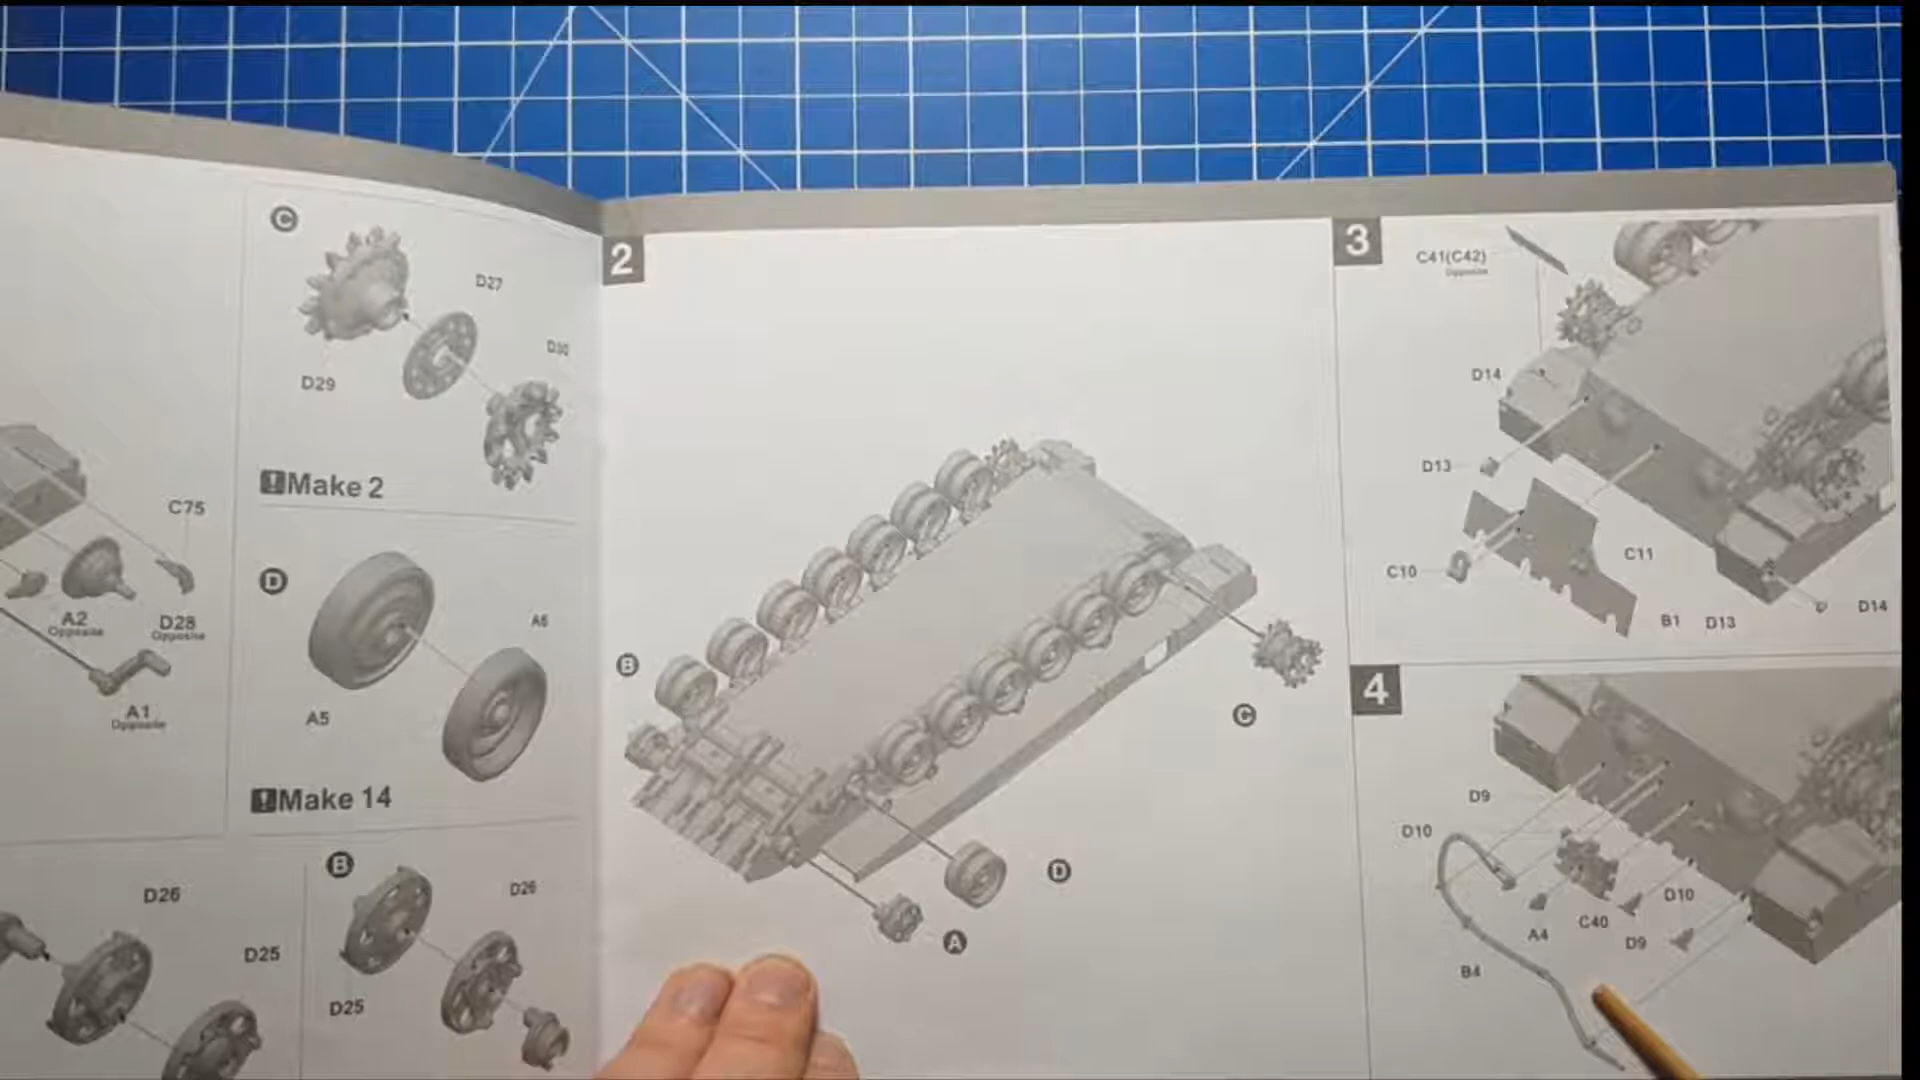 C75
A2
Opposite
D28
Opposite
A1
Opposite
C
D27
D30
D29
!Make 2
D
A6
A5
!Make 14
D26
D25
B
D26
D25
2
B
C
D
A
3
C41(C42)
Opposite
D14
D13
C10
C11
B1
D13
D14
4
D9
D10
D10
A4
C40
D9
B4